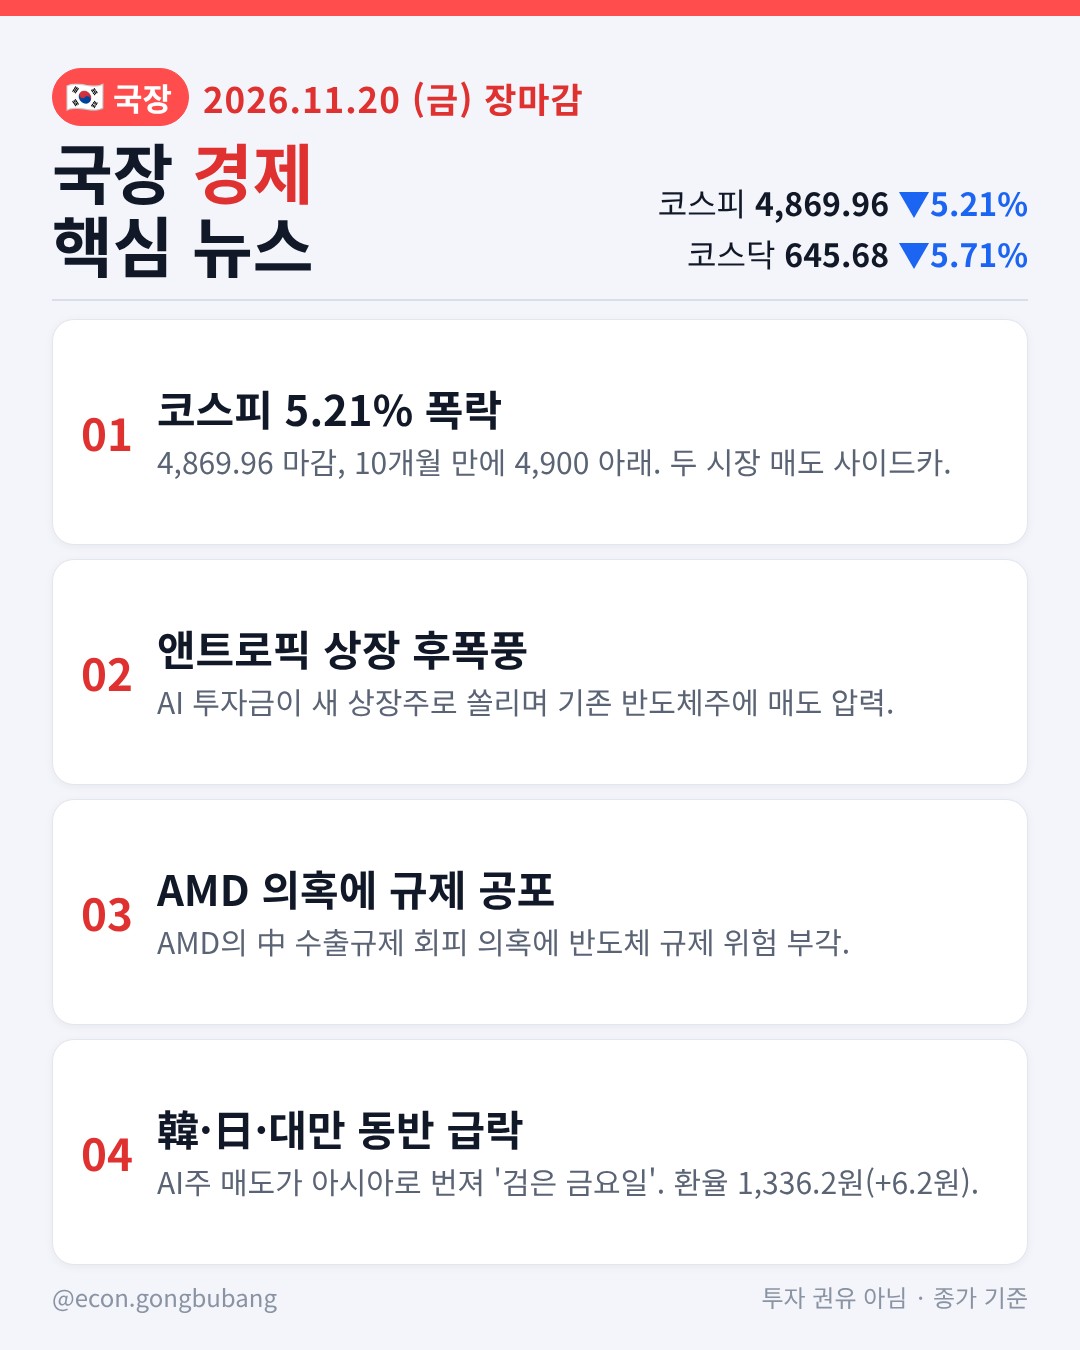 🇰🇷 국장 2026.11.20 (금) 장마감
국장 경제
핵심 뉴스
코스피 4,869.96 ▼5.21%
코스닥 645.68 ▼5.71%
01
코스피 5.21% 폭락
4,869.96 마감, 10개월 만에 4,900 아래. 두 시장 매도 사이드카.
02
앤트로픽 상장 후폭풍
AI 투자금이 새 상장주로 쏠리며 기존 반도체주에 매도 압력.
03
AMD 의혹에 규제 공포
AMD의 中 수출규제 회피 의혹에 반도체 규제 위험 부각.
04
韓·日·대만 동반 급락
AI주 매도가 아시아로 번져 '검은 금요일'. 환율 1,336.2원(+6.2원).
@econ.gongbubang
투자 권유 아님 · 종가 기준